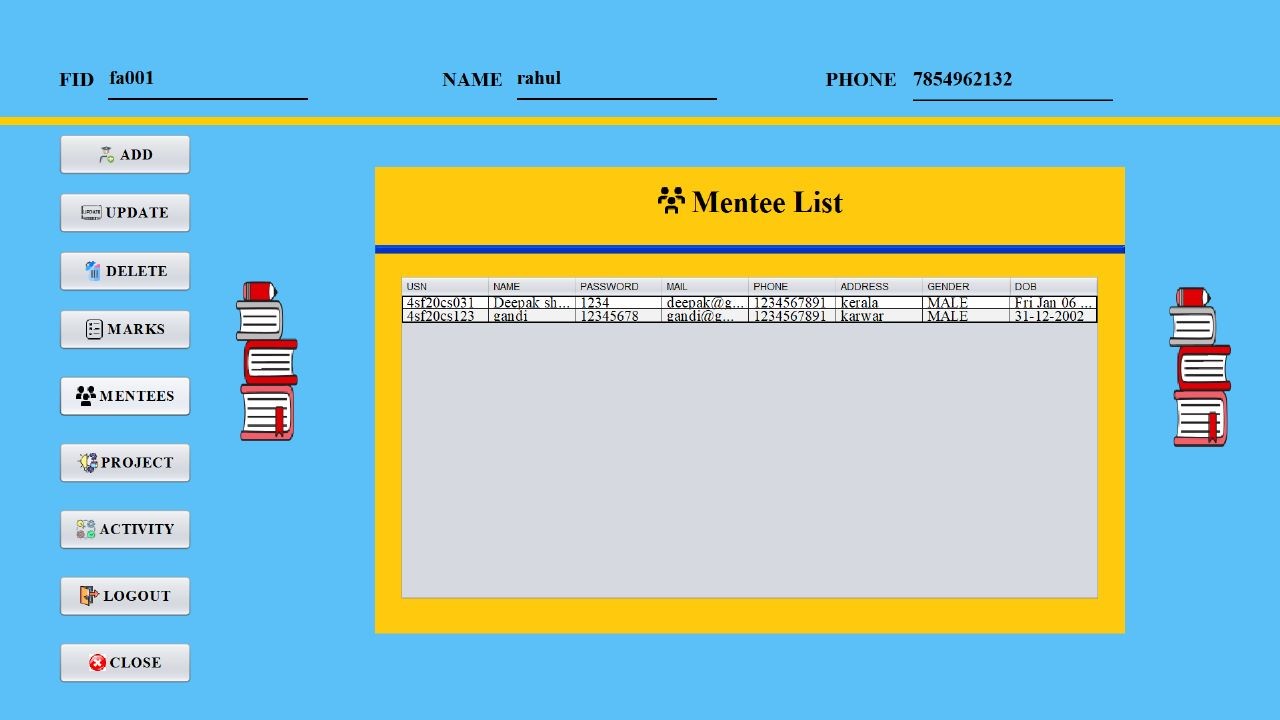 FID fa001 NAME rahul PHONE 7854962132
ADD
UPDATE
DELETE
MARKS
MENTEES
PROJECT
ACTIVITY
LOGOUT
CLOSE
Mentee List
USN NAME PASSWORD MAIL PHONE ADDRESS GENDER DOB
4sf20cs031 Deepak sh... 1234 deepak@g... 1234567891 kerala MALE Fri Jan 06 ...
4sf20cs123 gandi 12345678 gandi@g... 1234567891 karwar MALE 31-12-2002